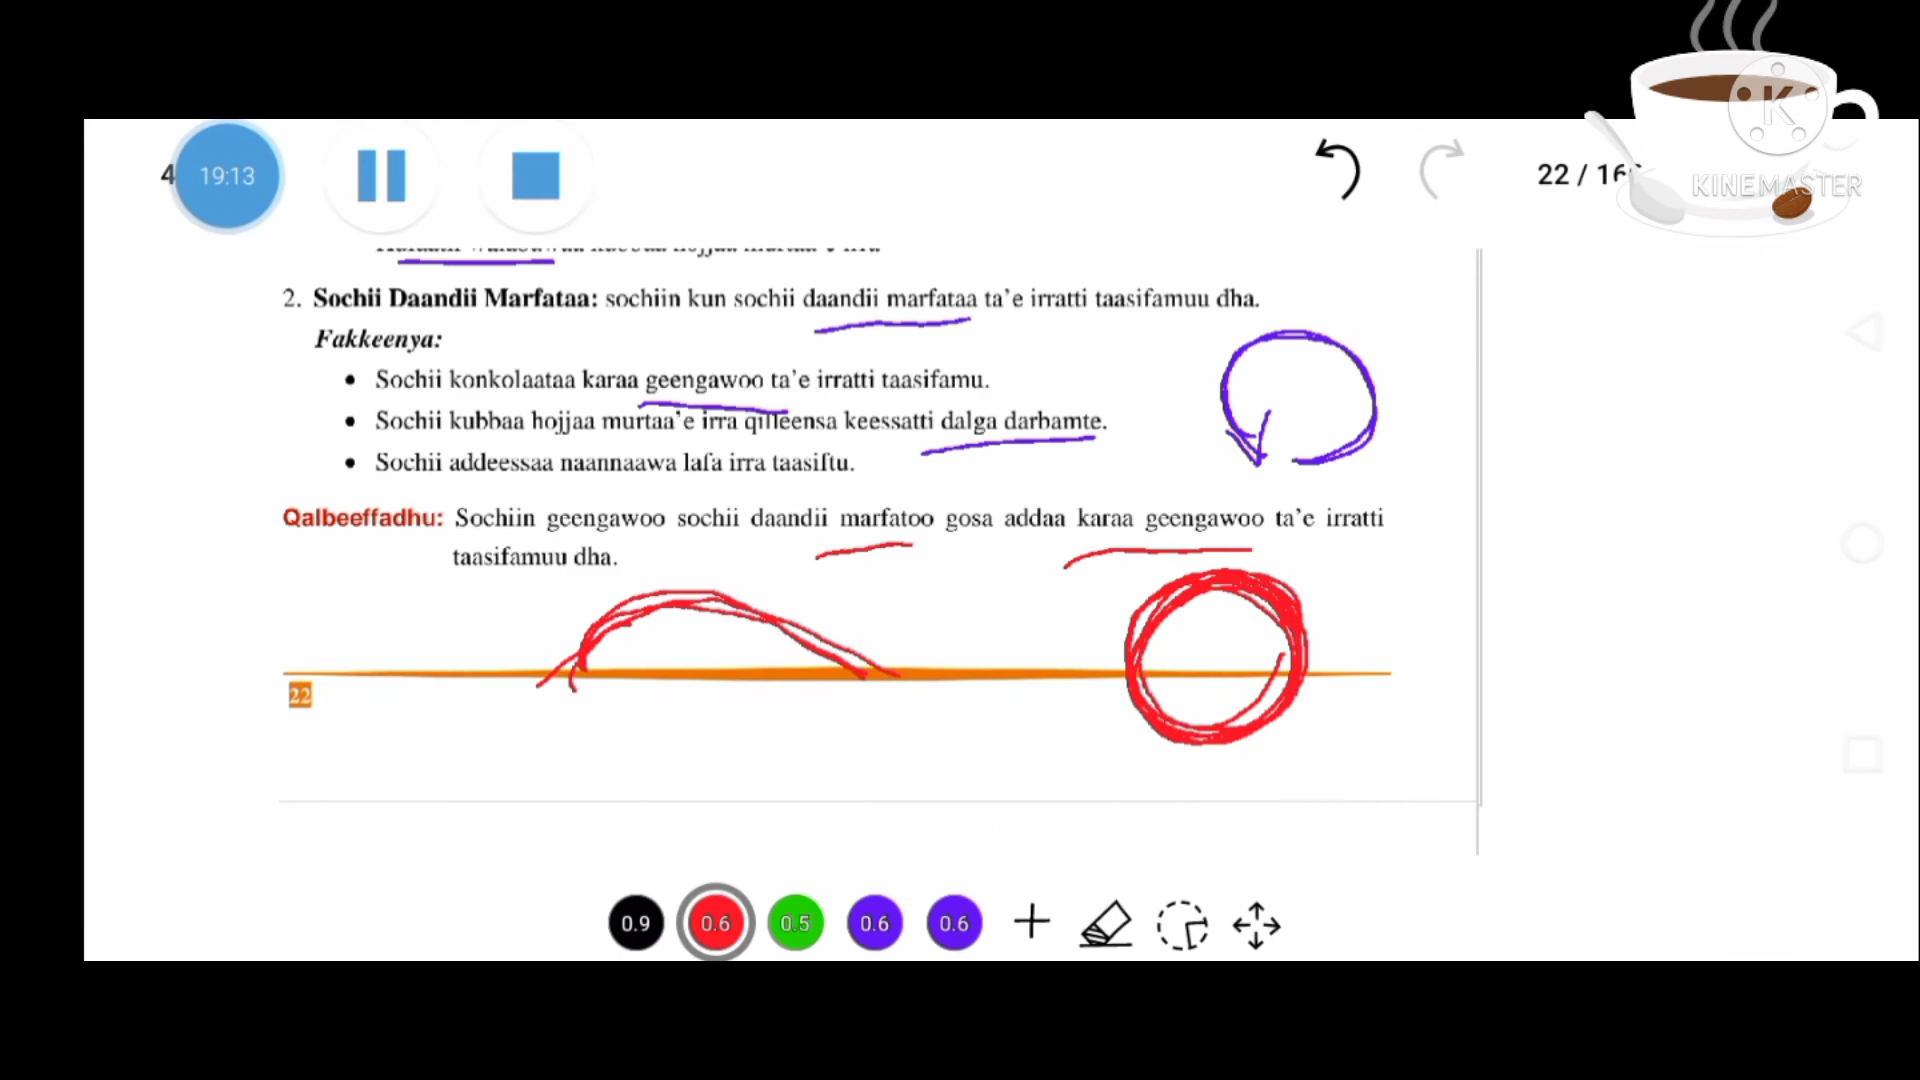 4 19:13
22 / 16
KINEMASTER
2. Sochii Daandii Marfataa: sochiin kun sochii daandii marfataa ta’e irratti taasifamuu dha.
Fakkeenya:
• Sochii konkolaataa karaa geengawoo ta’e irratti taasifamu.
• Sochii kubbaa hojjaa murtaa’e irra qilleensa keessatti dalga darbamte.
• Sochii addeessaa naannaawa lafa irra taasiftu.
Qalbeeffadhu: Sochiin geengawoo sochii daandii marfatoo gosa addaa karaa geengawoo ta’e irratti
taasifamuu dha.
22
0.9 0.6 0.5 0.6 0.6